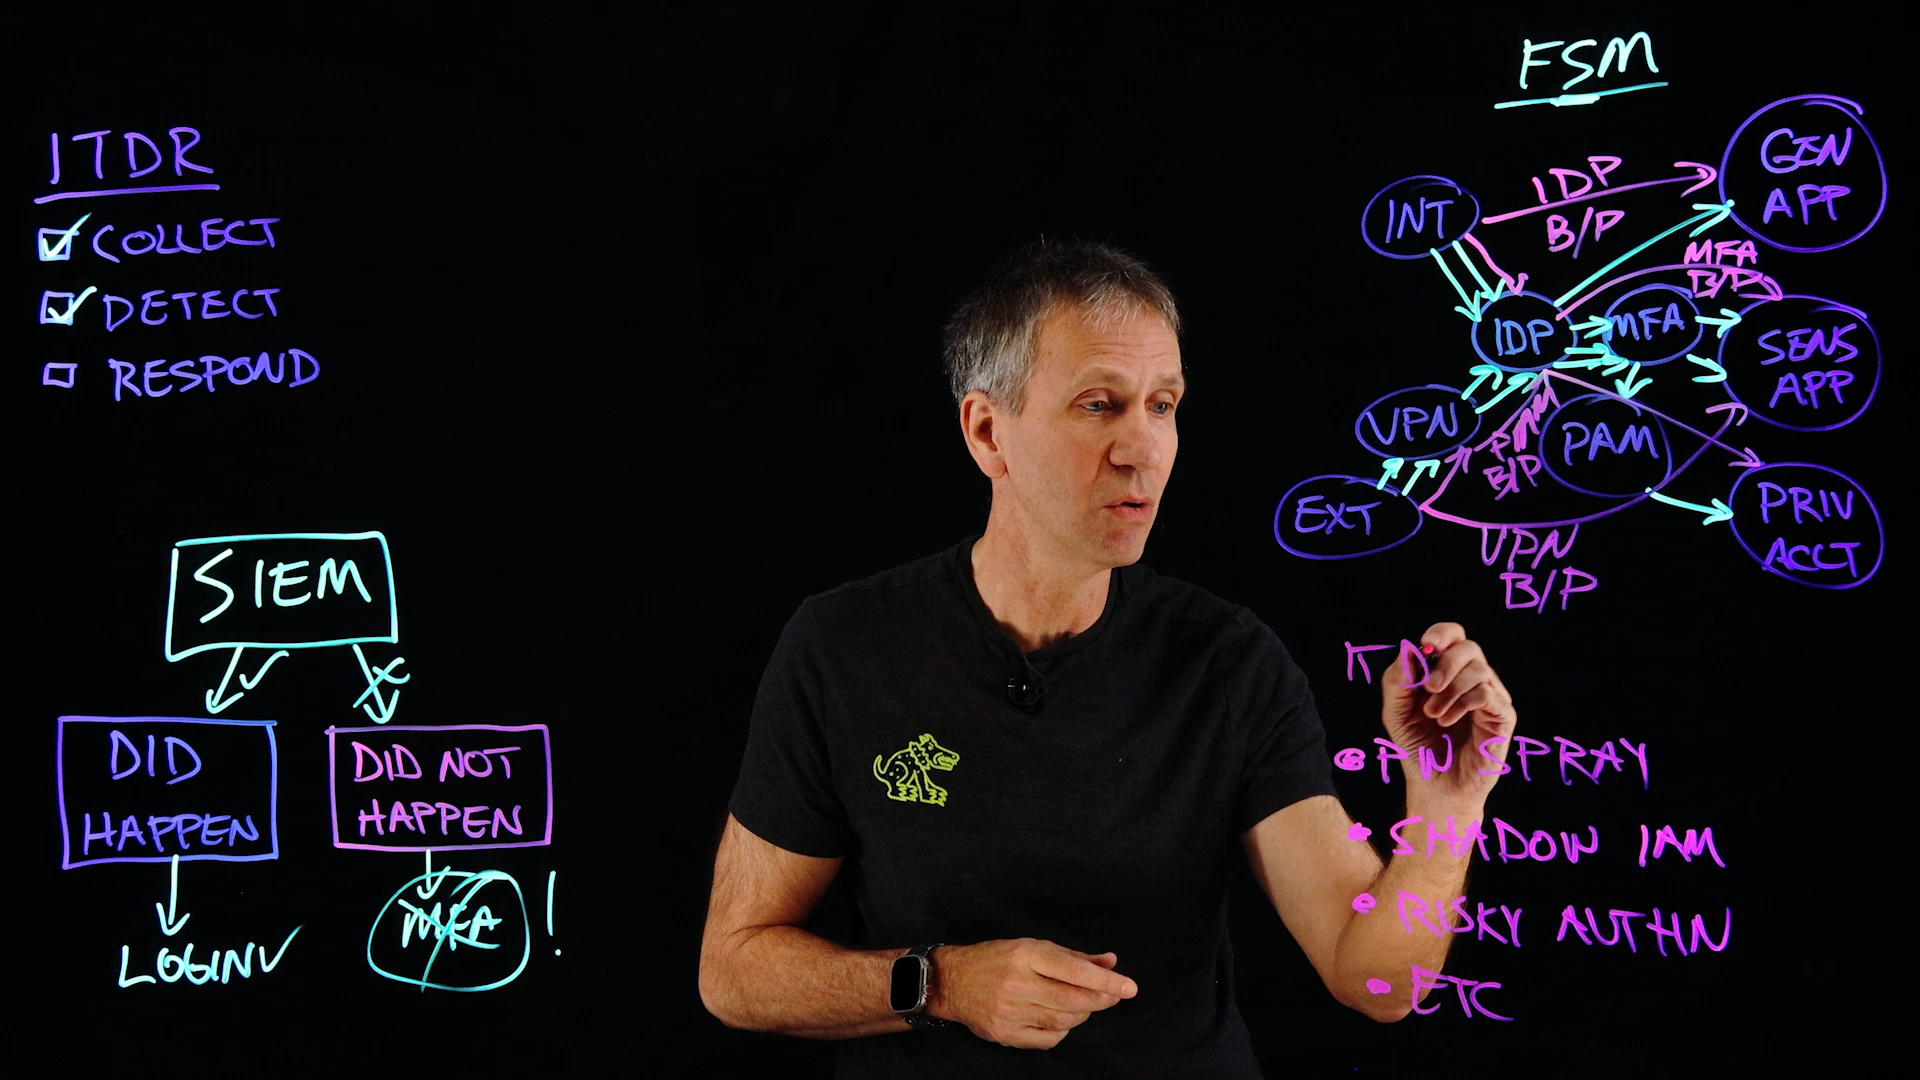 ITDR
COLLECT
DETECT
RESPOND
SIEM
DID
HAPPEN
LOGIN
DID NOT
HAPPEN
MFA
!
FSM
INT
IDP
B/P
GEN
APP
MFA
B/P
IDP
MFA
SENS
APP
VPN
PAM
B/P
PAM
EXT
VPN
B/P
PRIV
ACCT
PW SPRAY
SHADOW IAM
RISKY AUTHN
ETC